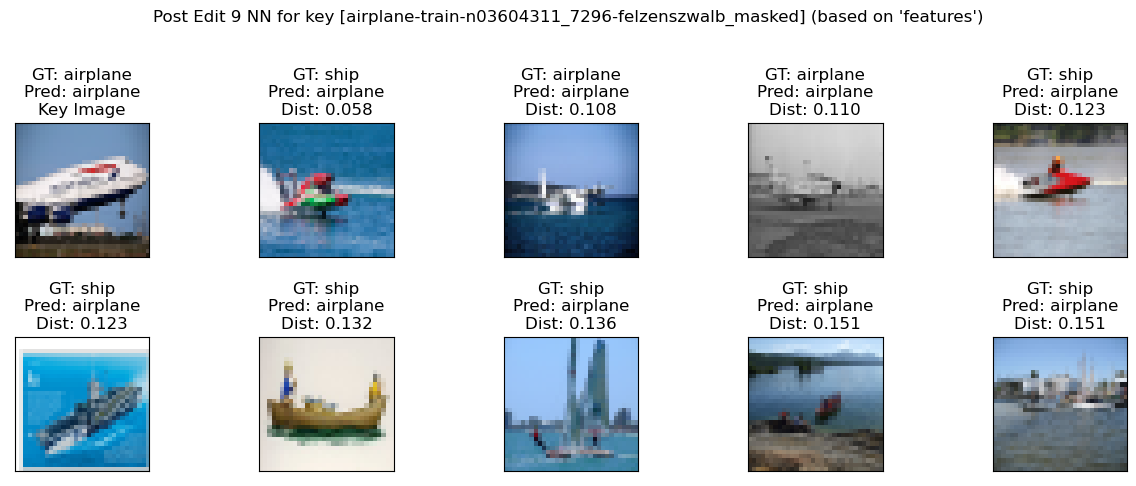 Post Edit 9 NN for key [airplane-train-n03604311_7296-felzenszwalb_masked] (based on 'features')
GT: airplane
Pred: airplane
Key Image
GT: ship
Pred: airplane
Dist: 0.058
GT: airplane
Pred: airplane
Dist: 0.108
GT: airplane
Pred: airplane
Dist: 0.110
GT: ship
Pred: airplane
Dist: 0.123
GT: ship
Pred: airplane
Dist: 0.123
GT: ship
Pred: airplane
Dist: 0.132
GT: ship
Pred: airplane
Dist: 0.136
GT: ship
Pred: airplane
Dist: 0.151
GT: ship
Pred: airplane
Dist: 0.151